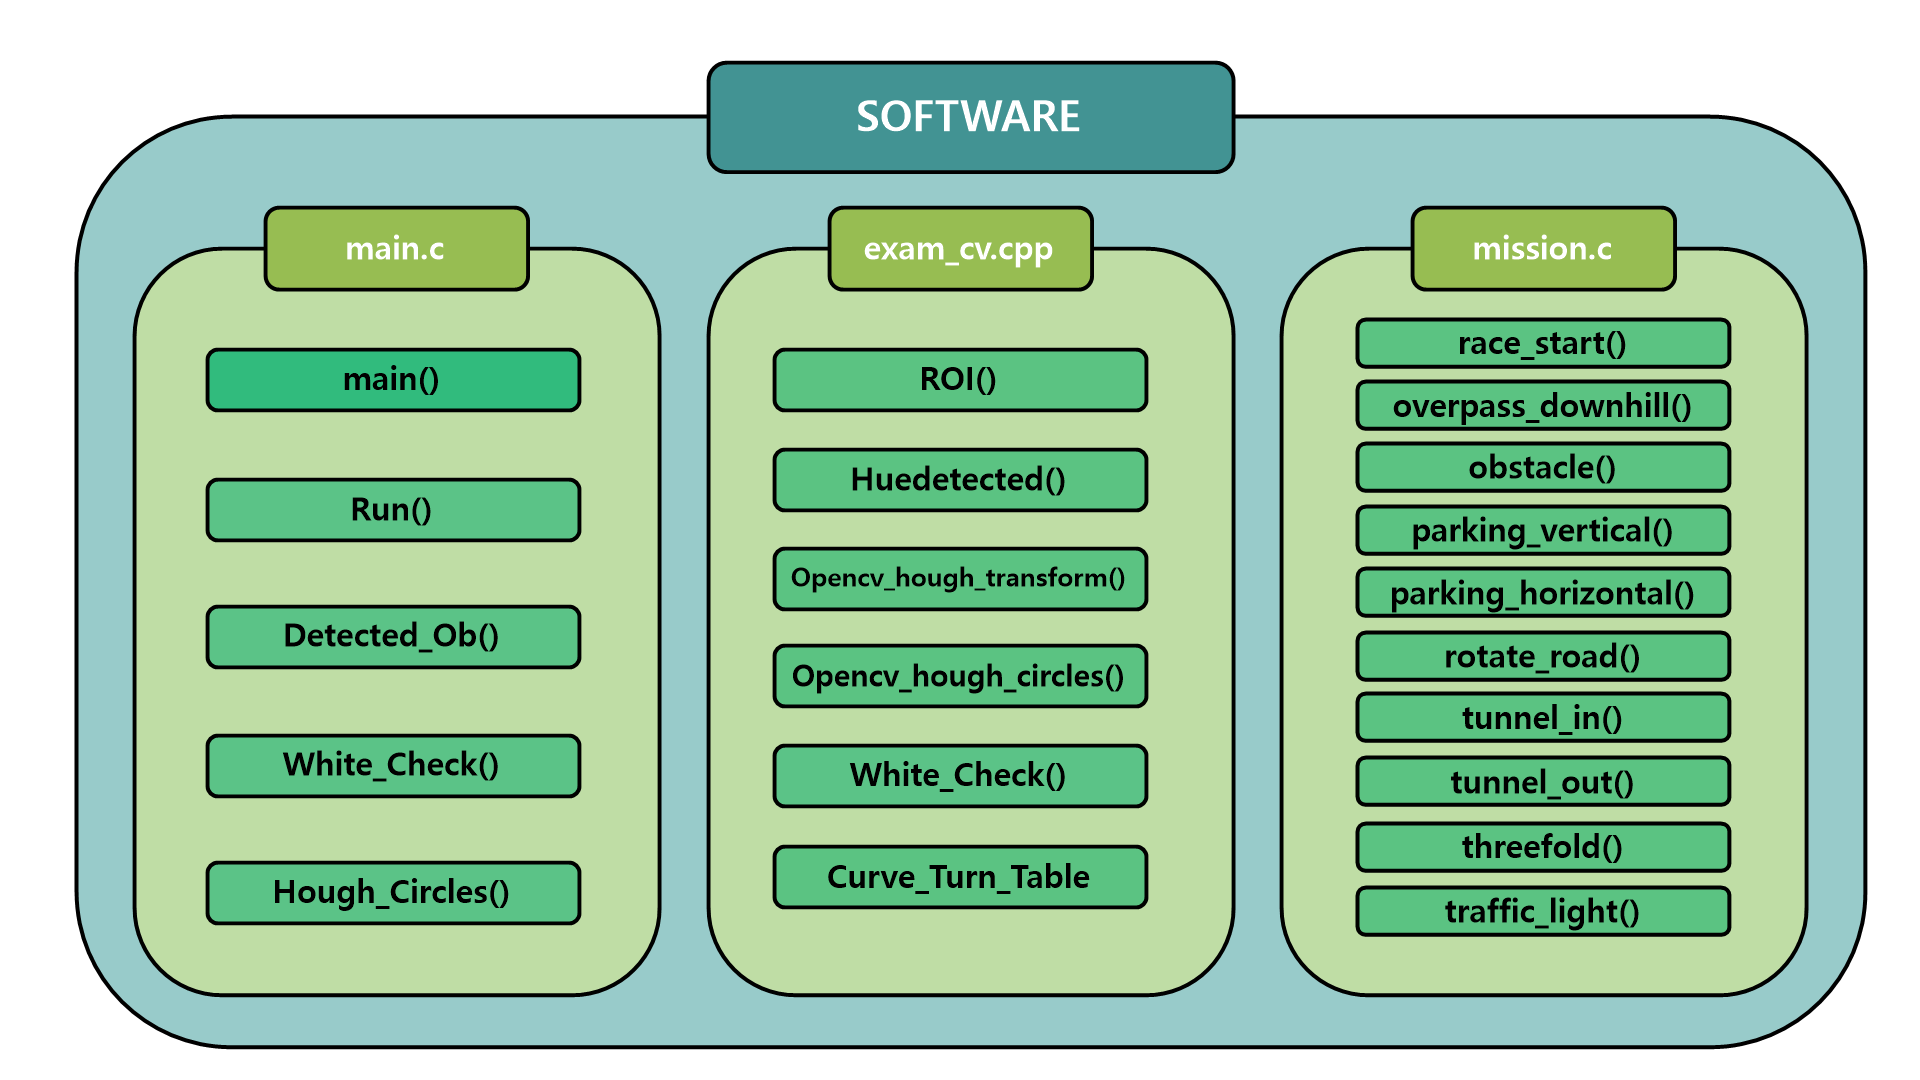 SOFTWARE
main.c
main()
Run()
Detected_Ob()
White_Check()
Hough_Circles()
exam_cv.cpp
ROI()
Huedetected()
Opencv_hough_transform()
Opencv_hough_circles()
White_Check()
Curve_Turn_Table
mission.c
race_start()
overpass_downhill()
obstacle()
parking_vertical()
parking_horizontal()
rotate_road()
tunnel_in()
tunnel_out()
threefold()
traffic_light()